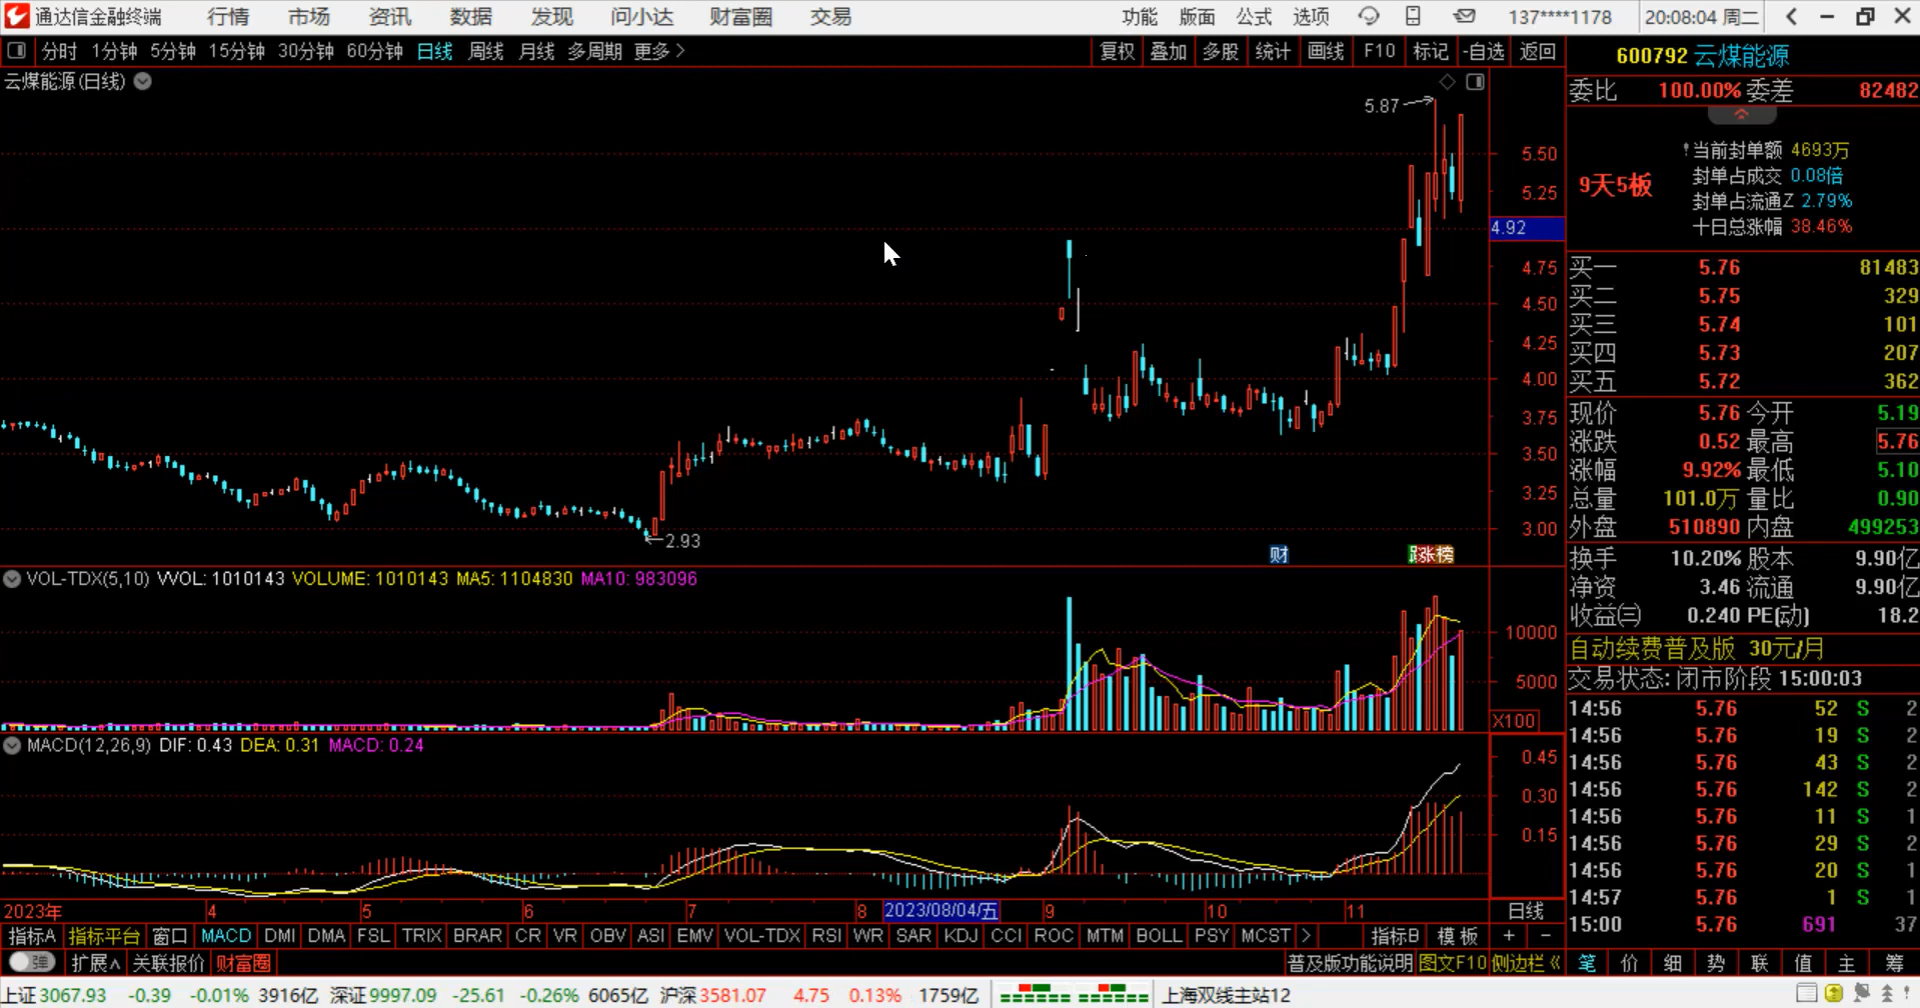 通达信金融终端 行情 市场 资讯 数据 发现 问小达 财富圈 交易 功能 版面 公式 选项 137****1178 20:08:04 周二
分时 1分钟 5分钟 15分钟 30分钟 60分钟 日线 周线 月线 多周期 更多 复权 叠加 多股 统计 画线 F10 标记 -自选 返回
600792 云煤能源
云煤能源(日线)
委比 100.00% 委差 82482
9天5板
当前封单额 4693万
封单占成交 0.08倍
封单占流通Z 2.79%
十日总涨幅 38.46%
5.87
5.50
5.25
4.92
4.75
4.50
4.25
4.00
3.75
3.50
3.25
3.00
2.93
财
涨榜
买一 5.76 81483
买二 5.75 329
买三 5.74 101
买四 5.73 207
买五 5.72 362
现价 5.76 今开 5.19
涨跌 0.52 最高 5.76
涨幅 9.92% 最低 5.10
总量 101.0万 量比 0.90
外盘 510890 内盘 499253
换手 10.20% 股本 9.90亿
净资 3.46 流通 9.90亿
收益㈢ 0.240 PE(动) 18.2
自动续费普及版 30元/月
交易状态: 闭市阶段 15:00:03
14:56 5.76 52 S 2
14:56 5.76 19 S 2
14:56 5.76 43 S 2
14:56 5.76 142 S 2
14:56 5.76 11 S 1
14:56 5.76 29 S 2
14:56 5.76 20 S 1
14:57 5.76 1 S 1
15:00 5.76 691 37
VOL-TDX(5,10) VVOL: 1010143 VOLUME: 1010143 MA5: 1104830 MA10: 983096
10000
5000
X100
MACD(12,26,9) DIF: 0.43 DEA: 0.31 MACD: 0.24
0.45
0.30
0.15
2023年 4 5 6 7 8 2023/08/04/五 9 10 11 日线
指标A 指标平台 窗口 MACD DMI DMA FSL TRIX BRAR CR VR OBV ASI EMV VOL-TDX RSI WR SAR KDJ CCI ROC MTM BOLL PSY MCST 指标B 模板 + -
弹 扩展∧ 关联报价 财富圈 普及版功能说明 图文F10 侧边栏《 笔 价 细 势 联 值 主 筹
上证3067.93 -0.39 -0.01% 3916亿 深证9997.09 -25.61 -0.26% 6065亿 沪深3581.07 4.75 0.13% 1759亿 上海双线主站12